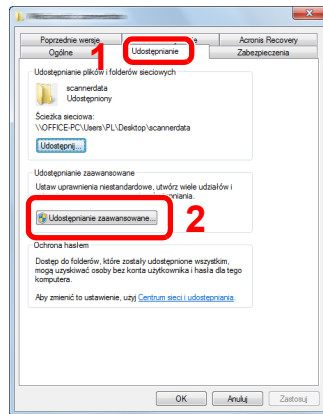 Poprzednie wersje
Acronis Recovery
Ogólne
1
Udostępnianie
Zabezpieczenia
Udostępnianie plików i folderów sieciowych
scannerdata
Udostępniony
Ścieżka sieciowa:
\\OFFICE-PC\Users\PL\Desktop\scannerdata
Udostępnij...
Udostępnianie zaawansowane
Ustaw uprawnienia niestandardowe, utwórz wiele udziałów i
Udostępnianie zaawansowane...
2
Ochrona hasłem
Dostęp do folderów, które zostały udostępnione wszystkim,
mogą uzyskiwać osoby bez konta użytkownika i hasła dla tego
komputera.
Aby zmienić to ustawienie, użyj Centrum sieci i udostępniania.
OK
Anuluj
Zastosuj